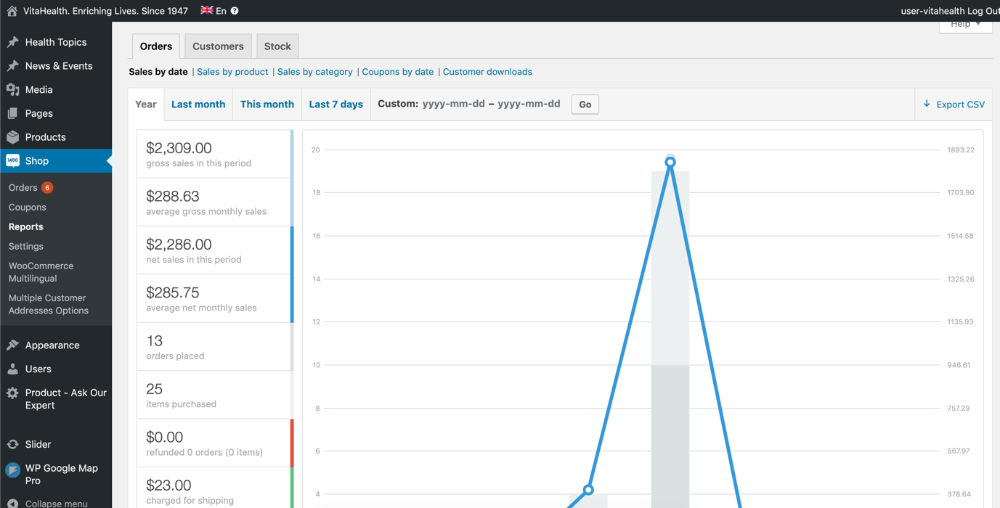 VitaHealth. Enriching Lives. Since 1947 En ?
user-vitahealth Log Out
Help
Health Topics
News & Events
Media
Pages
Products
woo Shop
Orders 6
Coupons
Reports
Settings
WooCommerce
Multilingual
Multiple Customer
Addresses Options
Appearance
Users
Product - Ask Our
Expert
Slider
WP Google Map
Pro
Collapse menu
Orders Customers Stock
Sales by date | Sales by product | Sales by category | Coupons by date | Customer downloads
Year Last month This month Last 7 days Custom: yyyy-mm-dd – yyyy-mm-dd Go Export CSV
$2,309.00
gross sales in this period
$288.63
average gross monthly sales
$2,286.00
net sales in this period
$285.75
average net monthly sales
13
orders placed
25
items purchased
$0.00
refunded 0 orders (0 items)
$23.00
charged for shipping
20 1893.22
18 1703.90
16 1514.58
14 1325.26
12 1135.93
10 946.61
8 757.29
6 567.97
4 378.64